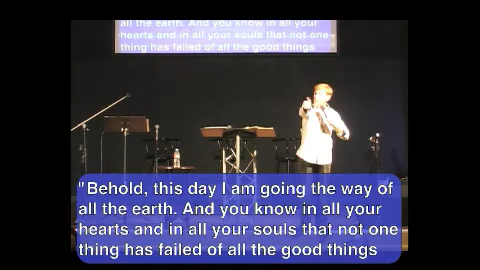 all the earth. And you know in all your
hearts and in all your souls that not one
thing has failed of all the good things
"Behold, this day I am going the way of
all the earth. And you know in all your
hearts and in all your souls that not one
thing has failed of all the good things